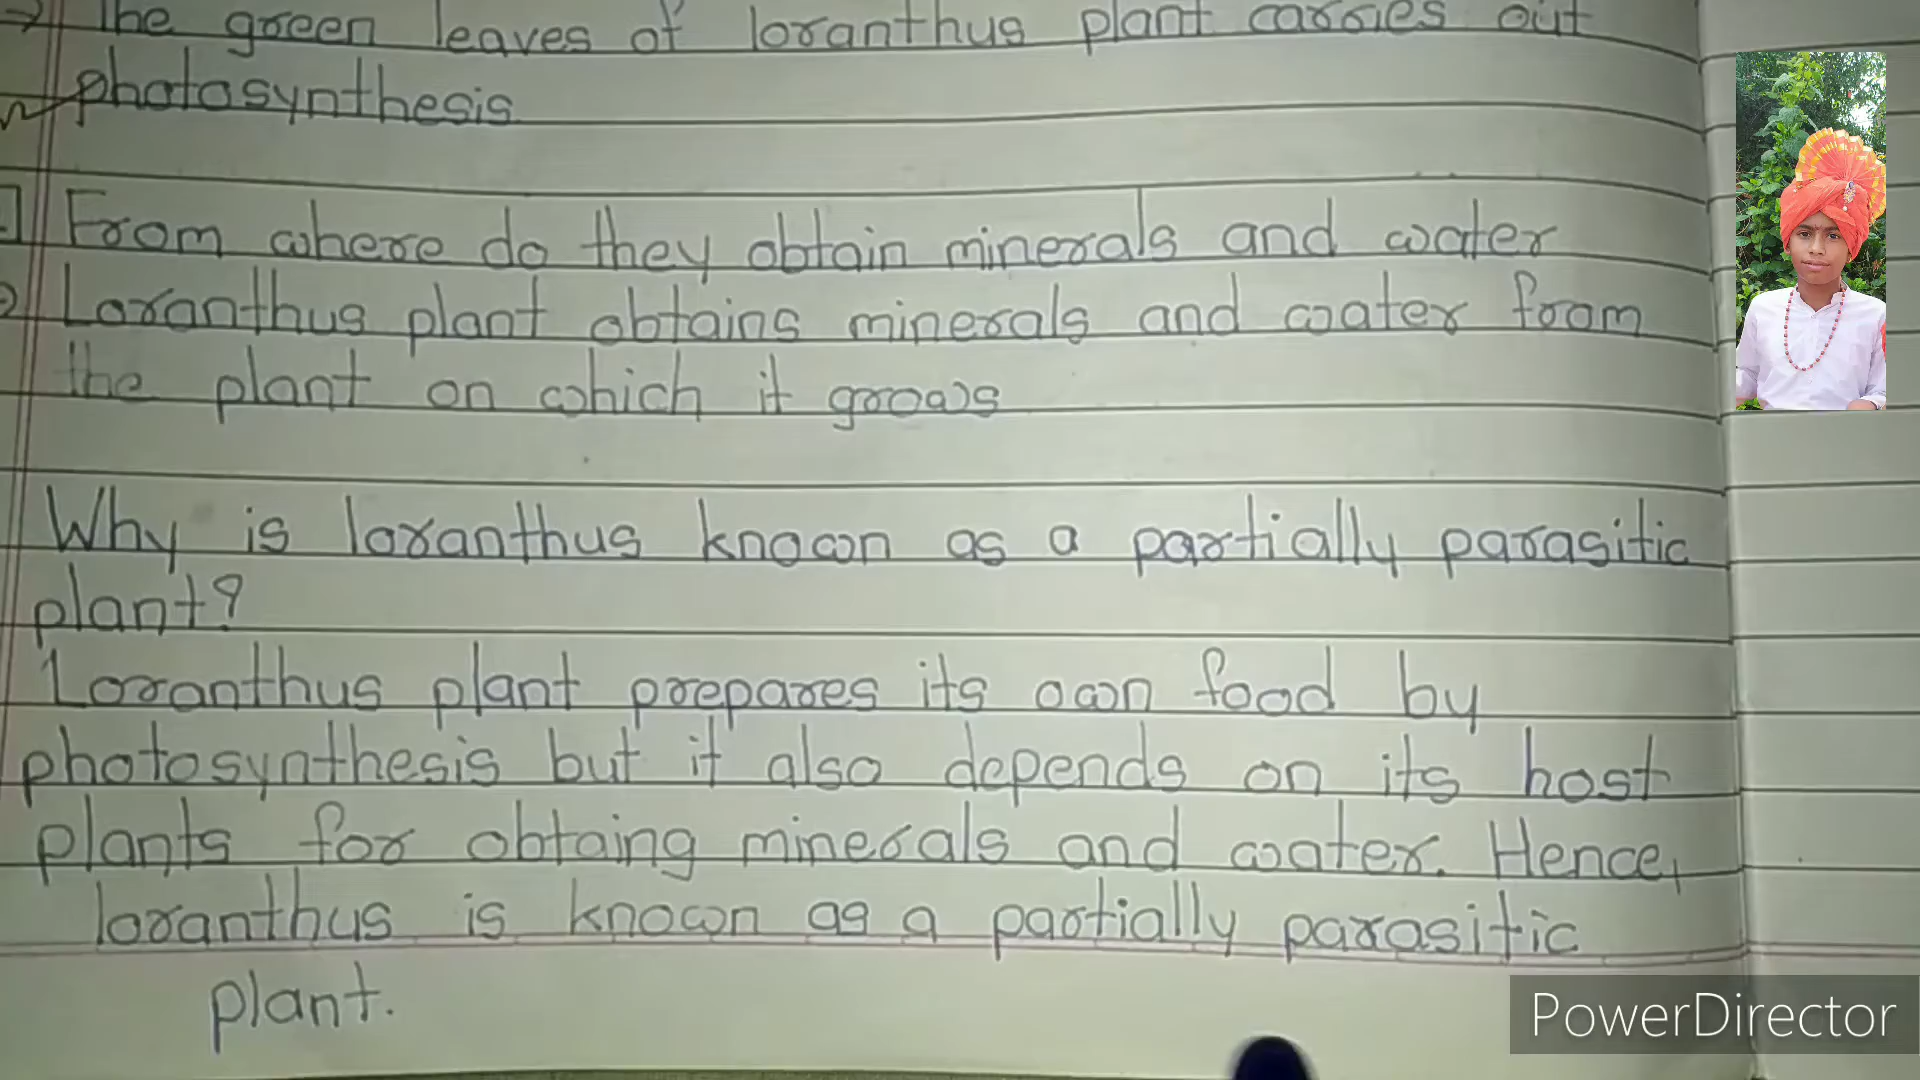 → The green leaves of loranthus plant carries out
photosynthesis
From where do they obtain minerals and water
Loranthus plant obtains minerals and water from
the plant on which it grows
Why is loranthus known as a partially parasitic
plant?
Loranthus plant prepares its own food by
photosynthesis but it also depends on its host
plants for obtaing minerals and water. Hence,
loranthus is known as a partially parasitic
plant.
PowerDirector